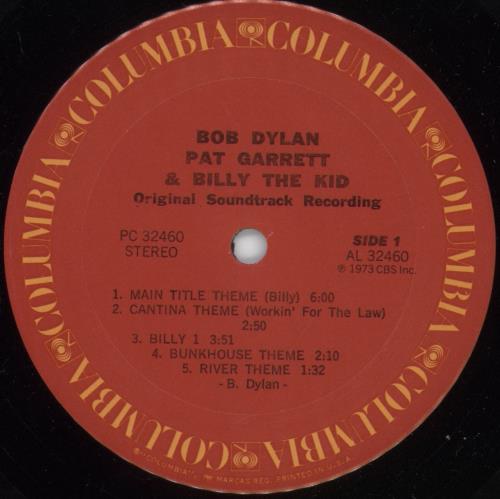 COLUMBIA COLUMBIA COLUMBIA COLUMBIA COLUMBIA COLUMBIA
BOB DYLAN
PAT GARRETT
& BILLY THE KID
Original Soundtrack Recording
PC 32460
STEREO
SIDE 1
AL 32460
℗ 1973 CBS Inc.
1. MAIN TITLE THEME (Billy) 6:00
2. CANTINA THEME (Workin' For The Law)
2:50
3. BILLY 1 3:51
4. BUNKHOUSE THEME 2:10
5. RIVER THEME 1:32
- B. Dylan -
"COLUMBIA", MARCAS REG. PRINTED IN U.S.A.